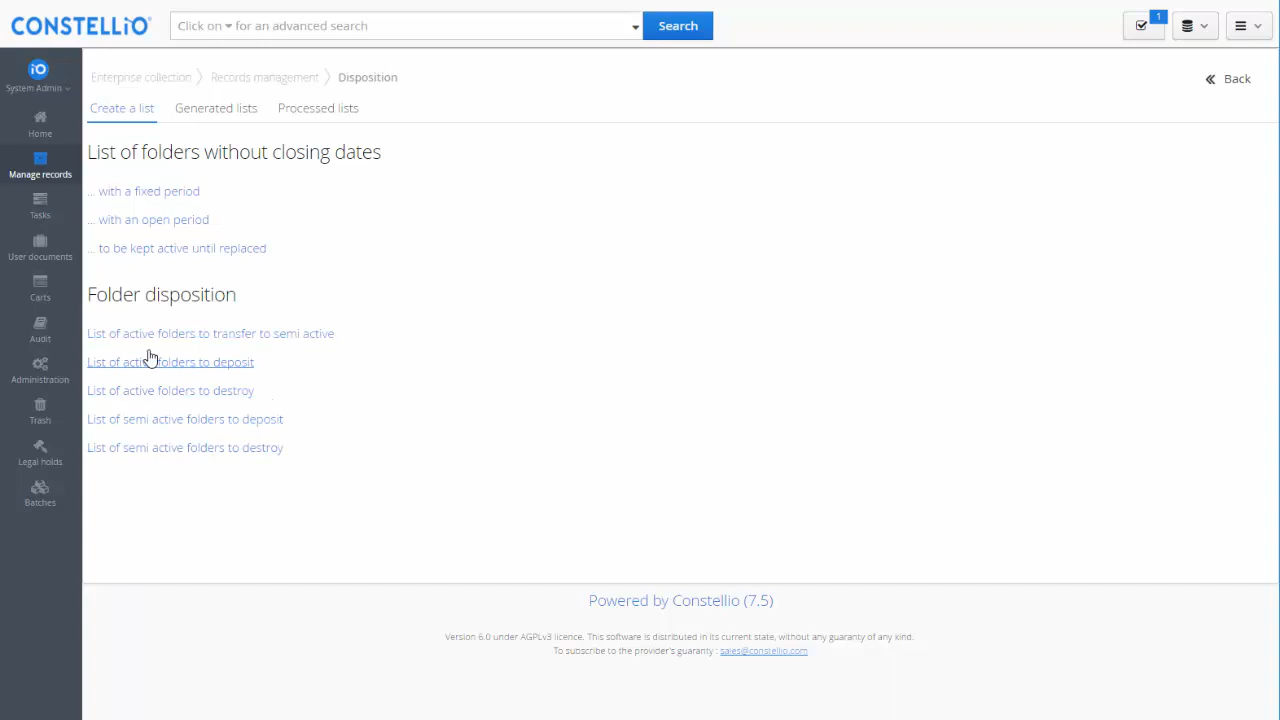 CONSTELLiO
Click on for an advanced search
Search
1
iO
System Admin
Home
Manage records
Tasks
User documents
Carts
Audit
Administration
Trash
Legal holds
Batches
Enterprise collection
Records management
Disposition
Back
Create a list
Generated lists
Processed lists
List of folders without closing dates
... with a fixed period
... with an open period
... to be kept active until replaced
Folder disposition
List of active folders to transfer to semi active
List of active folders to deposit
List of active folders to destroy
List of semi active folders to deposit
List of semi active folders to destroy
Powered by Constellio (7.5)
Version 6.0 under AGPLv3 licence. This software is distributed in its current state, without any guaranty of any kind.
To subscribe to the provider's guaranty : sales@constellio.com